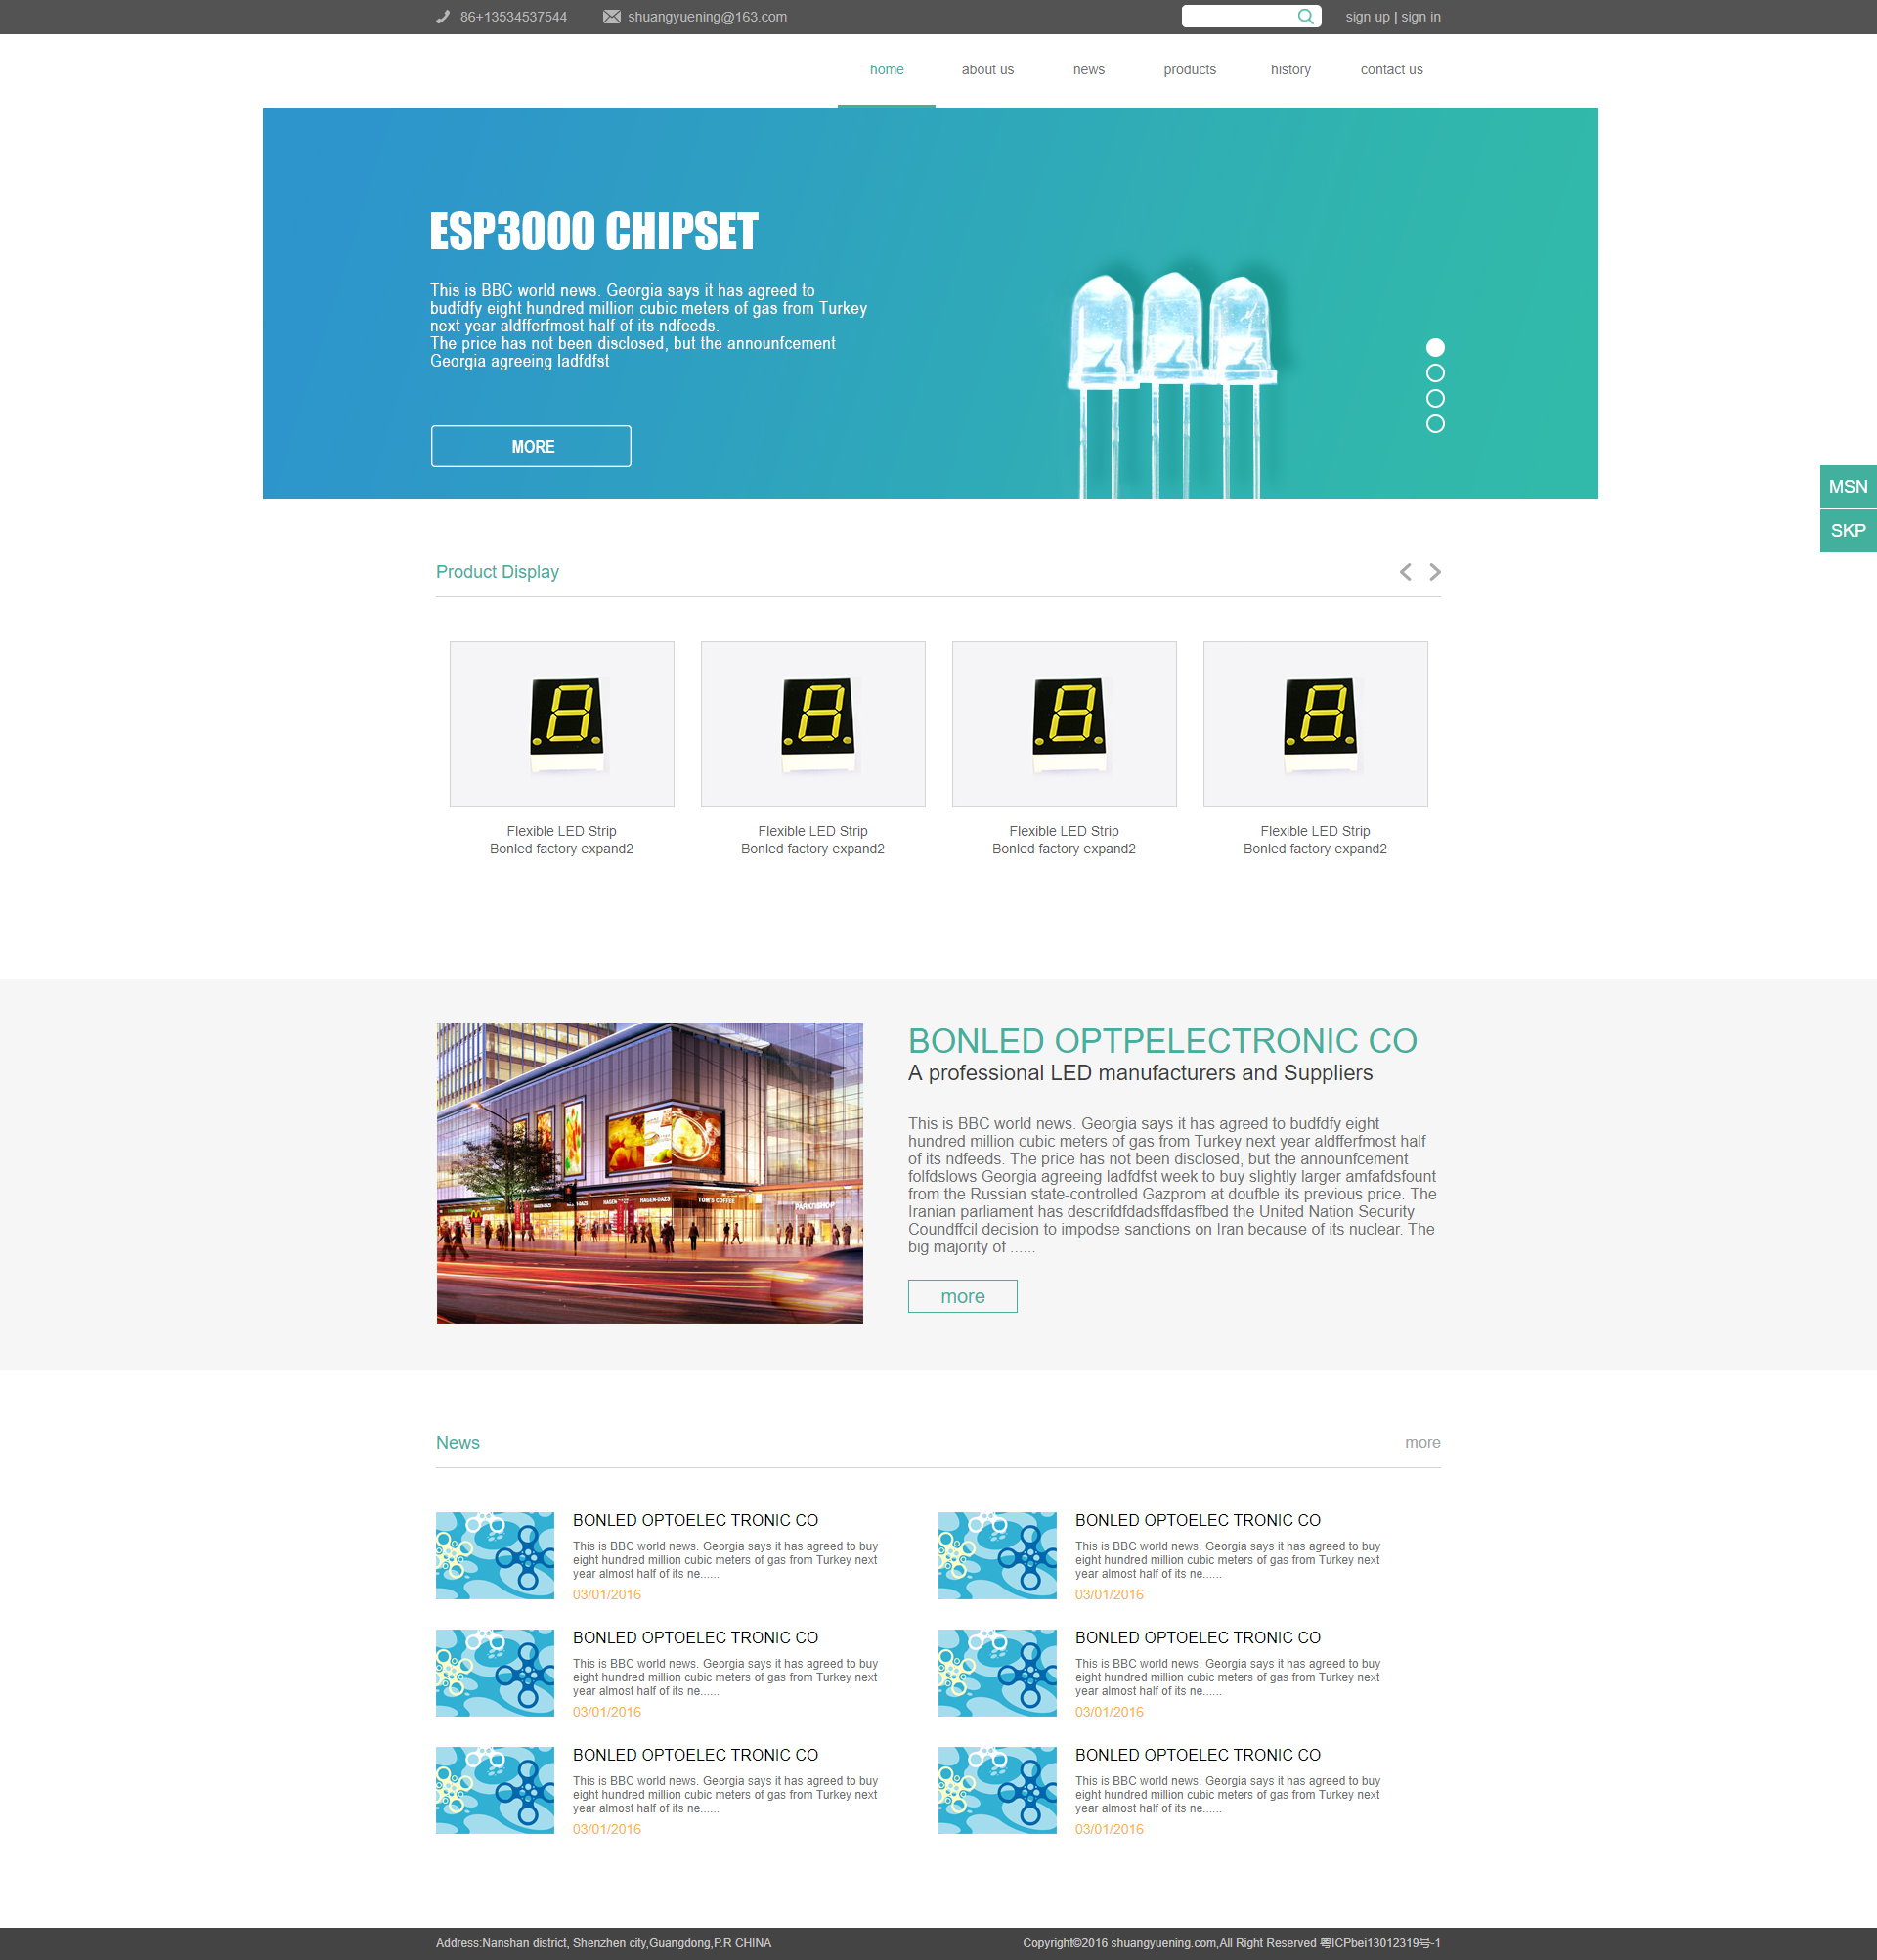 86+13534537544 shuangyuening@163.com sign up | sign in
home about us news products history contact us
ESP3000 CHIPSET
This is BBC world news. Georgia says it has agreed to
budfdfy eight hundred million cubic meters of gas from Turkey
next year aldfferfmost half of its ndfeeds.
The price has not been disclosed, but the announfcement
Georgia agreeing ladfdfst
MORE
MSN
SKP
Product Display
Flexible LED Strip
Bonled factory expand2
Flexible LED Strip
Bonled factory expand2
Flexible LED Strip
Bonled factory expand2
Flexible LED Strip
Bonled factory expand2
HAGEN-DAZS
HAGEN-DAZS
TOM'S COFFEE
PARKNSHOP
BONLED OPTPELECTRONIC CO
A professional LED manufacturers and Suppliers
This is BBC world news. Georgia says it has agreed to budfdfy eight
hundred million cubic meters of gas from Turkey next year aldfferfmost half
of its ndfeeds. The price has not been disclosed, but the announfcement
folfdslows Georgia agreeing ladfdfst week to buy slightly larger amfafdsfount
from the Russian state-controlled Gazprom at doufble its previous price. The
Iranian parliament has descrifdfdadsffdasffbed the United Nation Security
Coundffcil decision to impodse sanctions on Iran because of its nuclear. The
big majority of ......
more
News more
BONLED OPTOELEC TRONIC CO
This is BBC world news. Georgia says it has agreed to buy
eight hundred million cubic meters of gas from Turkey next
year almost half of its ne......
03/01/2016
BONLED OPTOELEC TRONIC CO
This is BBC world news. Georgia says it has agreed to buy
eight hundred million cubic meters of gas from Turkey next
year almost half of its ne......
03/01/2016
BONLED OPTOELEC TRONIC CO
This is BBC world news. Georgia says it has agreed to buy
eight hundred million cubic meters of gas from Turkey next
year almost half of its ne......
03/01/2016
BONLED OPTOELEC TRONIC CO
This is BBC world news. Georgia says it has agreed to buy
eight hundred million cubic meters of gas from Turkey next
year almost half of its ne......
03/01/2016
BONLED OPTOELEC TRONIC CO
This is BBC world news. Georgia says it has agreed to buy
eight hundred million cubic meters of gas from Turkey next
year almost half of its ne......
03/01/2016
BONLED OPTOELEC TRONIC CO
This is BBC world news. Georgia says it has agreed to buy
eight hundred million cubic meters of gas from Turkey next
year almost half of its ne......
03/01/2016
Address:Nanshan district, Shenzhen city,Guangdong,P.R CHINA Copyright©2016 shuangyuening.com,All Right Reserved 粤ICPbei13012319号-1